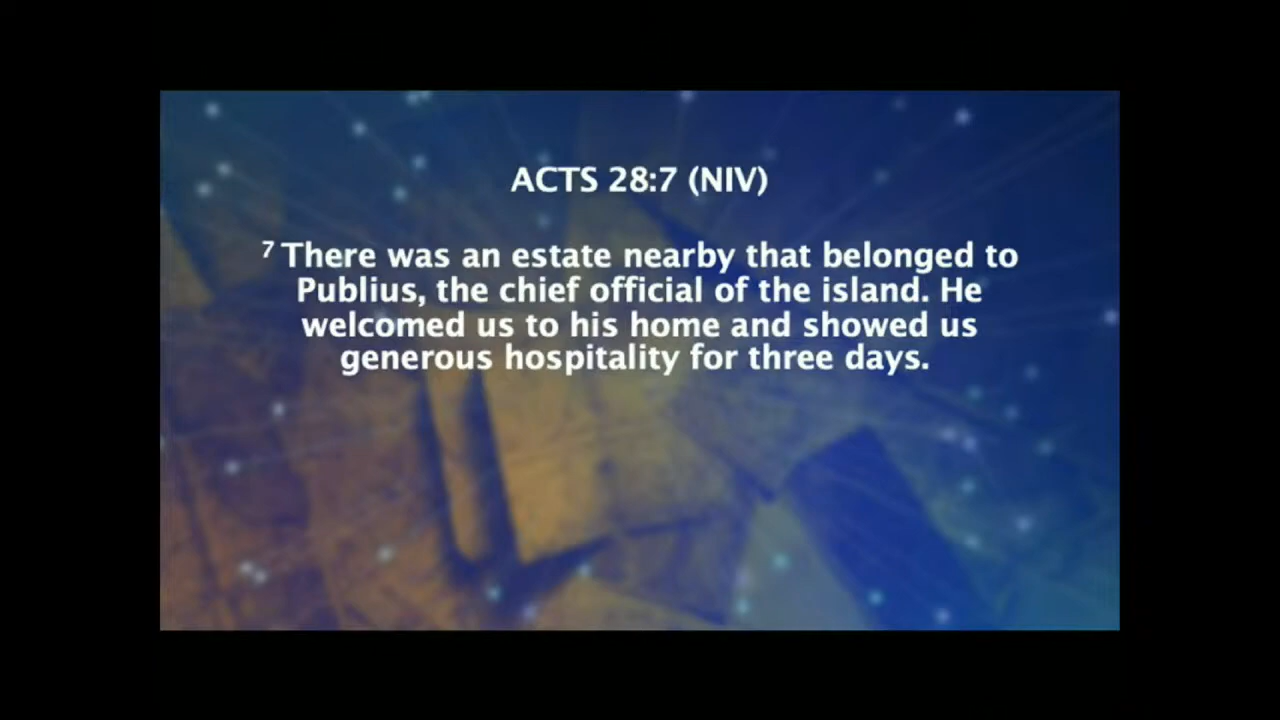 ACTS 28:7 (NIV)
⁷ There was an estate nearby that belonged to
Publius, the chief official of the island. He
welcomed us to his home and showed us
generous hospitality for three days.